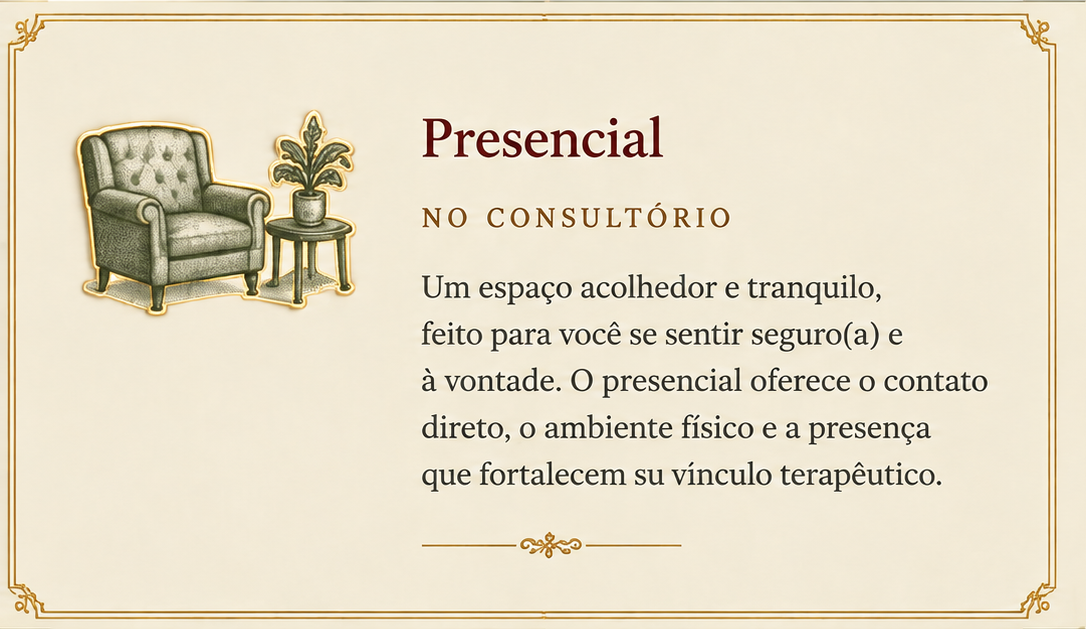 Presencial
NO CONSULTÓRIO
Um espaço acolhedor e tranquilo,
feito para você se sentir seguro(a) e
à vontade. O presencial oferece o contato
direto, o ambiente físico e a presença
que fortalecem su vínculo terapêutico.